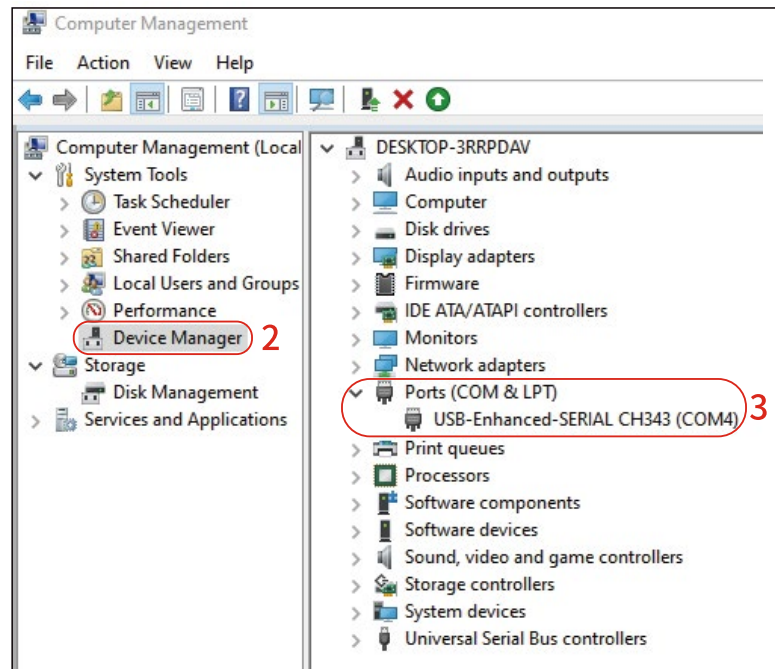 Computer Management
File Action View Help
Computer Management (Local
System Tools
Task Scheduler
Event Viewer
Shared Folders
Local Users and Groups
Performance
Device Manager 2
Storage
Disk Management
Services and Applications
DESKTOP-3RRPDAV
Audio inputs and outputs
Computer
Disk drives
Display adapters
Firmware
IDE ATA/ATAPI controllers
Monitors
Network adapters
Ports (COM & LPT)
USB-Enhanced-SERIAL CH343 (COM4) 3
Print queues
Processors
Software components
Software devices
Sound, video and game controllers
Storage controllers
System devices
Universal Serial Bus controllers